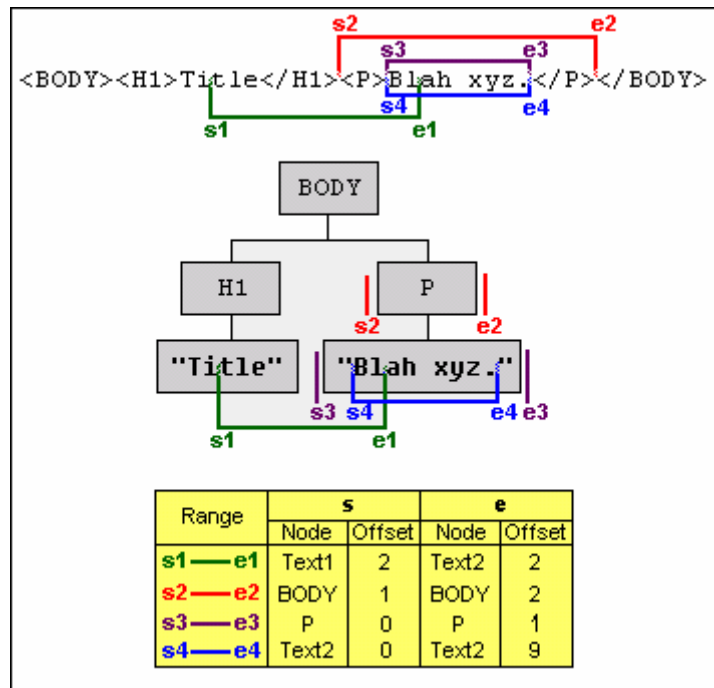 s2 e2
s3 e3
<BODY><H1>Title</H1><P>Blah xyz.</P></BODY>
s4 e4
s1 e1
BODY
H1 P
s2 e2
"Title" "Blah xyz."
s3 s4 e4 e3
s1 e1
Range s e
Node Offset Node Offset
s1 — e1 Text1 2 Text2 2
s2 — e2 BODY 1 BODY 2
s3 — e3 P 0 P 1
s4 — e4 Text2 0 Text2 9